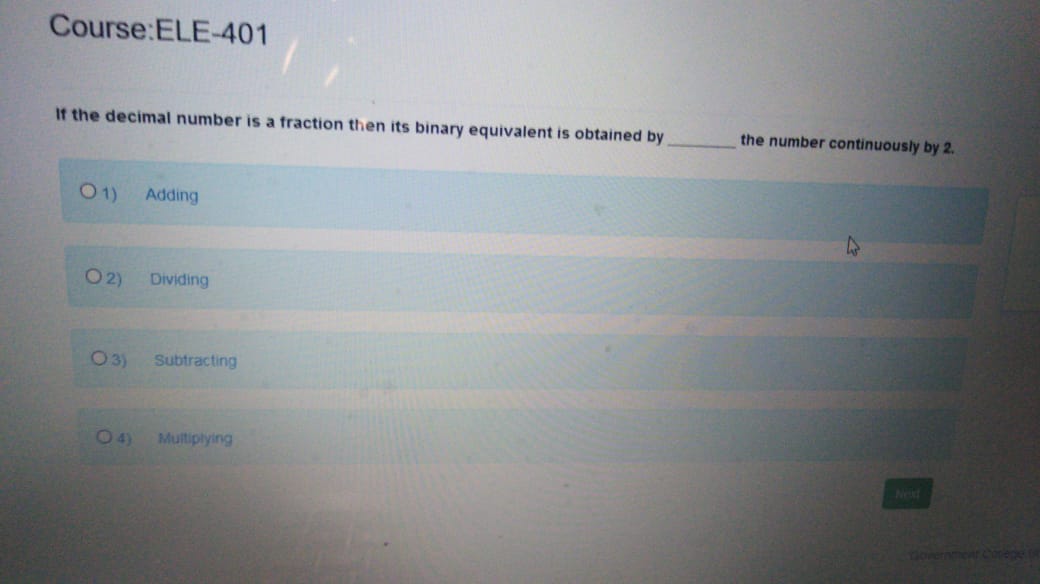 Course:ELE-401
If the decimal number is a fraction then its binary equivalent is obtained by ________ the number continuously by 2.
1) Adding
2) Dividing
3) Subtracting
4) Multiplying
Next
Government College